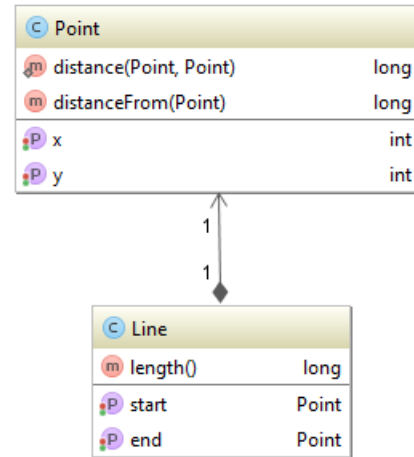 C Point
m distance(Point, Point) long
m distanceFrom(Point) long
P x int
P y int
1
1
C Line
m length() long
P start Point
P end Point